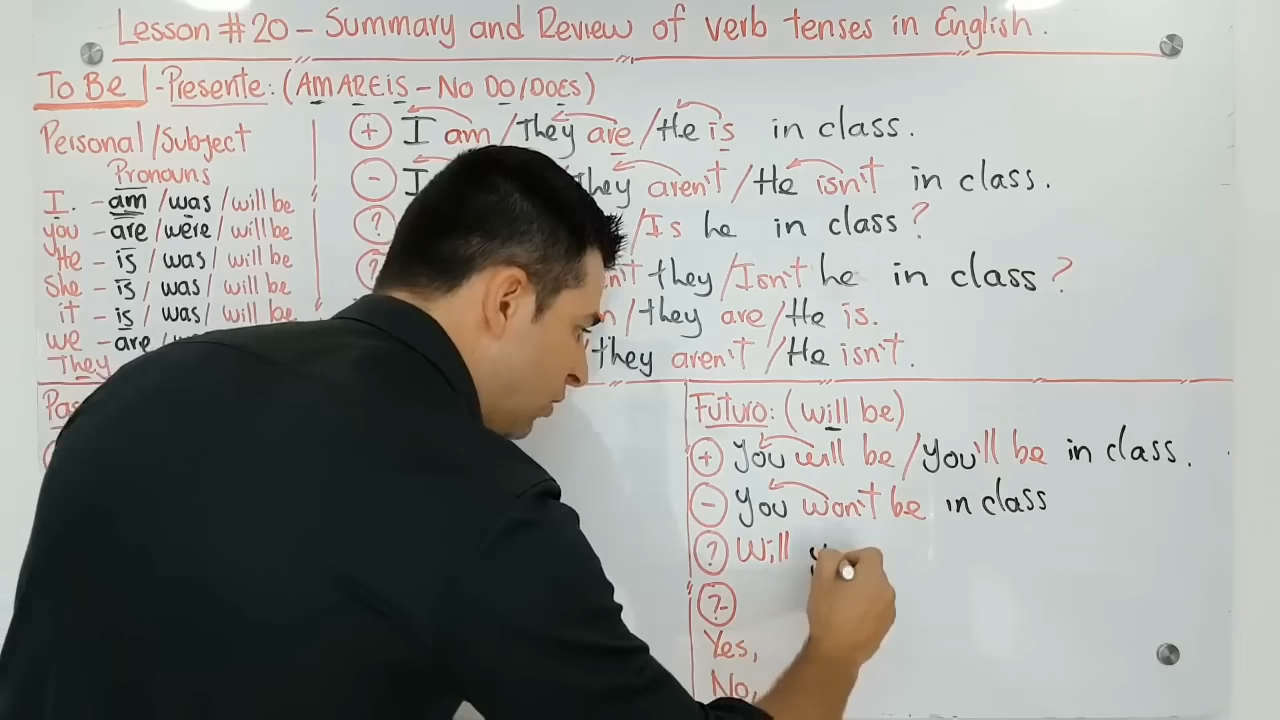 Lesson #20 - Summary and Review of verb tenses in English.
To Be - Presente: (AM ARE IS - No DO/DOES)
Personal/Subject
Pronouns
I. - am /was /will be
you - are /were / will be
He - is / was / will be
She - is / was / will be
it - is / was / will be
we - are /
They
(+) I am /They are /He is in class.
(-) I they aren't /He isn't in class.
(?) /Is he in class?
they /Isn't he in class?
/they are /He is.
they aren't /He isn't.
Futuro: (will be)
(+) you will be /you'll be in class.
(-) you won't be in class
(?) Will
(?-)
Yes,
No,